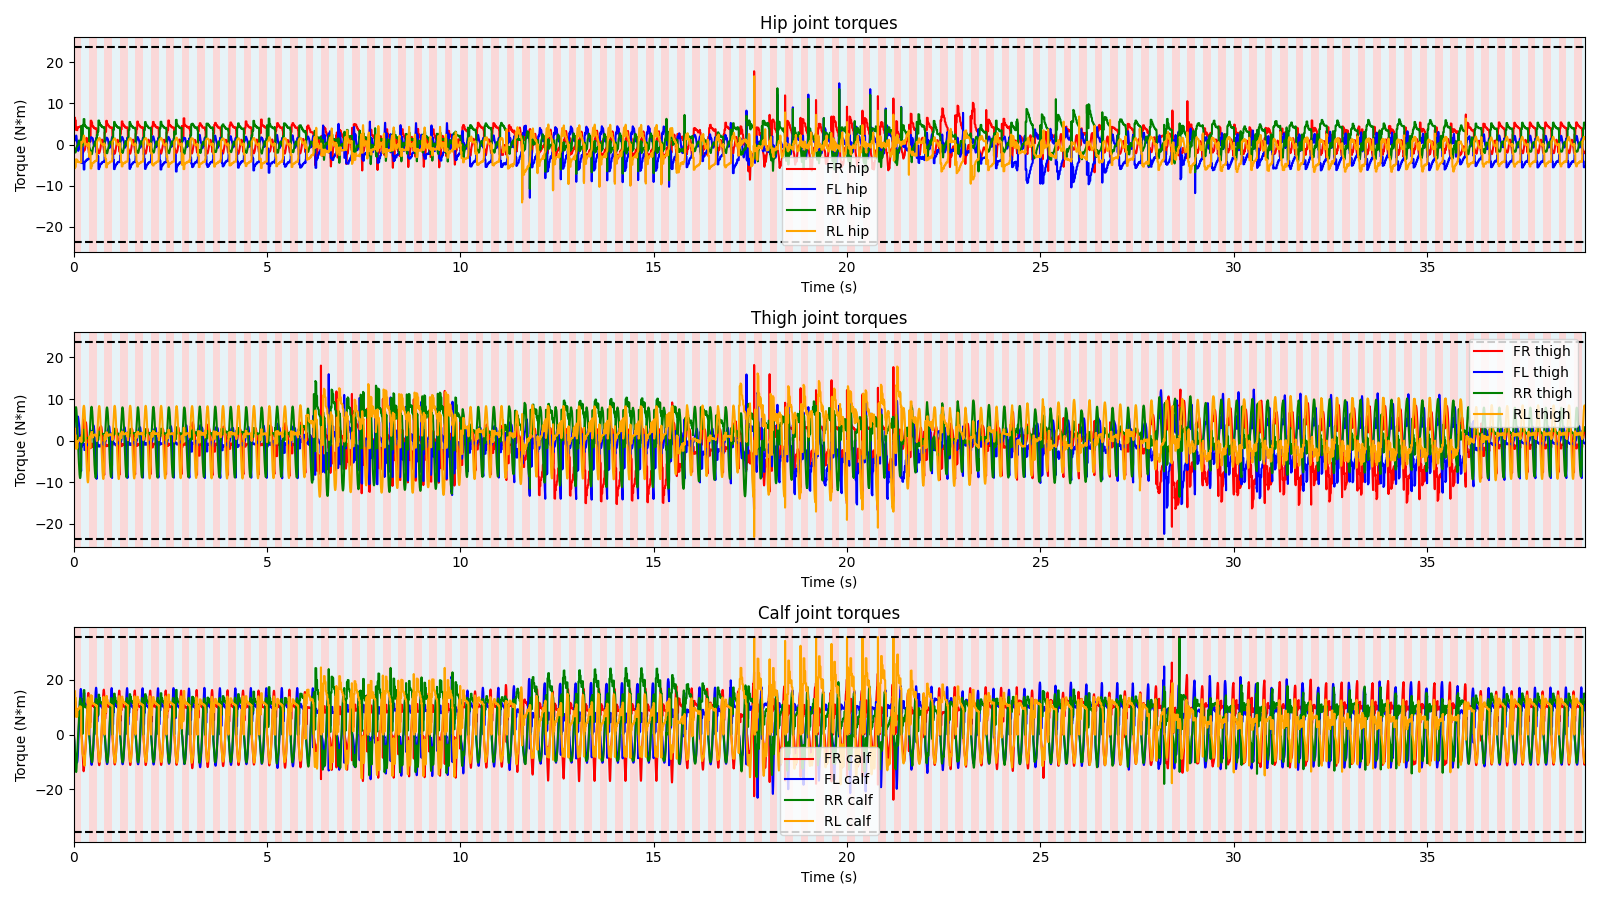 Hip joint torques
Torque (N*m)
20
10
0
−10
−20
FR hip
FL hip
RR hip
RL hip
0 5 10 15 20 25 30 35
Time (s)
Thigh joint torques
Torque (N*m)
20
10
0
−10
−20
FR thigh
FL thigh
RR thigh
RL thigh
0 5 10 15 20 25 30 35
Time (s)
Calf joint torques
Torque (N*m)
20
0
−20
FR calf
FL calf
RR calf
RL calf
0 5 10 15 20 25 30 35
Time (s)